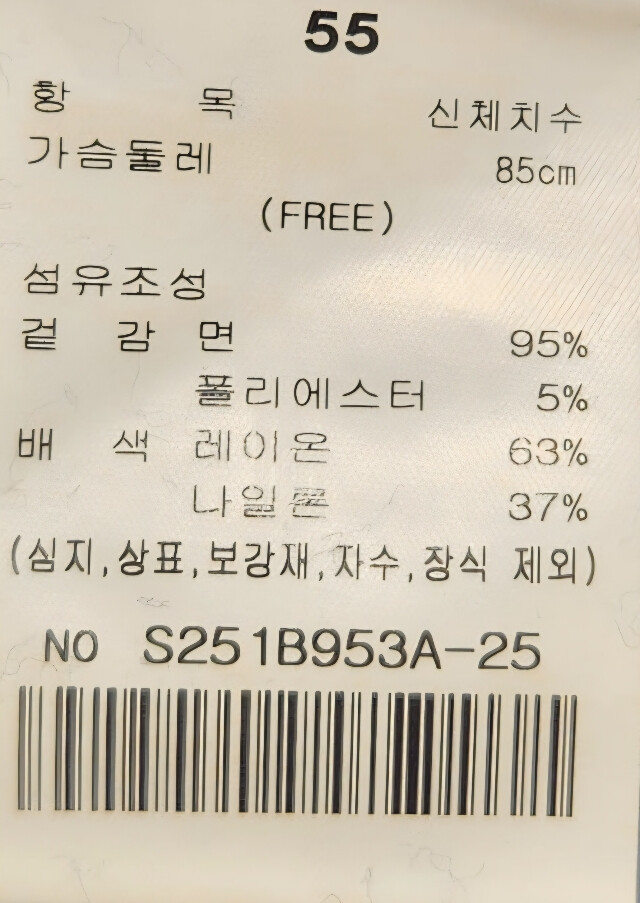 55
항 목 신체치수
가슴둘레 85cm
(FREE)
섬유조성
겉 감 면 95%
폴리에스터 5%
배 색 레이온 63%
나일론 37%
(심지,상표,보강재,자수,장식 제외)
NO S251B953A-25